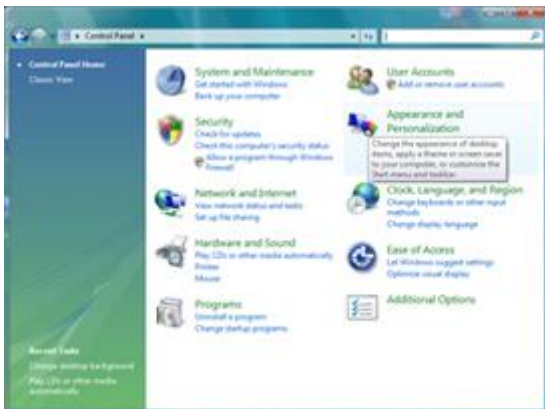 Control Panel
Control Panel Home
Classic View
System and Maintenance
Get started with Windows
Back up your computer
Security
Check for updates
Check this computer's security status
Allow a program through Windows
Firewall
Network and Internet
View network status and tasks
Set up file sharing
Hardware and Sound
Play CDs or other media automatically
Printer
Mouse
Programs
Uninstall a program
Change startup programs
User Accounts
Add or remove user accounts
Appearance and
Personalization
Change the appearance of desktop
items, apply a theme or screen saver
to your computer, or customize the
Start menu and taskbar.
Clock, Language, and Region
Change keyboards or other input
methods
Change display language
Ease of Access
Let Windows suggest settings
Optimize visual display
Additional Options
Recent Tasks
Change desktop background
Play CDs or other media
automatically